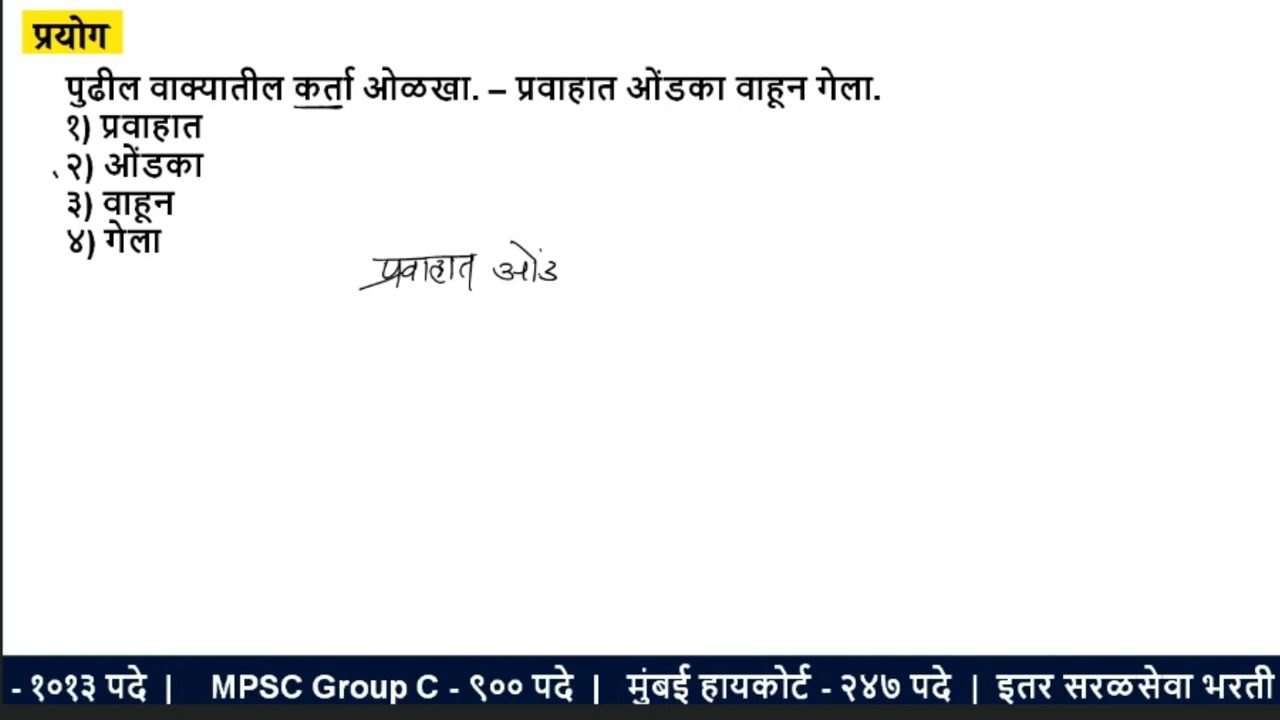 प्रयोग
पुढील वाक्यातील कर्ता ओळखा. – प्रवाहात ओंडका वाहून गेला.
१) प्रवाहात
२) ओंडका
३) वाहून
४) गेला
प्रवाहात ओंड
- १०१३ पदे | MPSC Group C - ९०० पदे | मुंबई हायकोर्ट - २४७ पदे | इतर सरळसेवा भरती